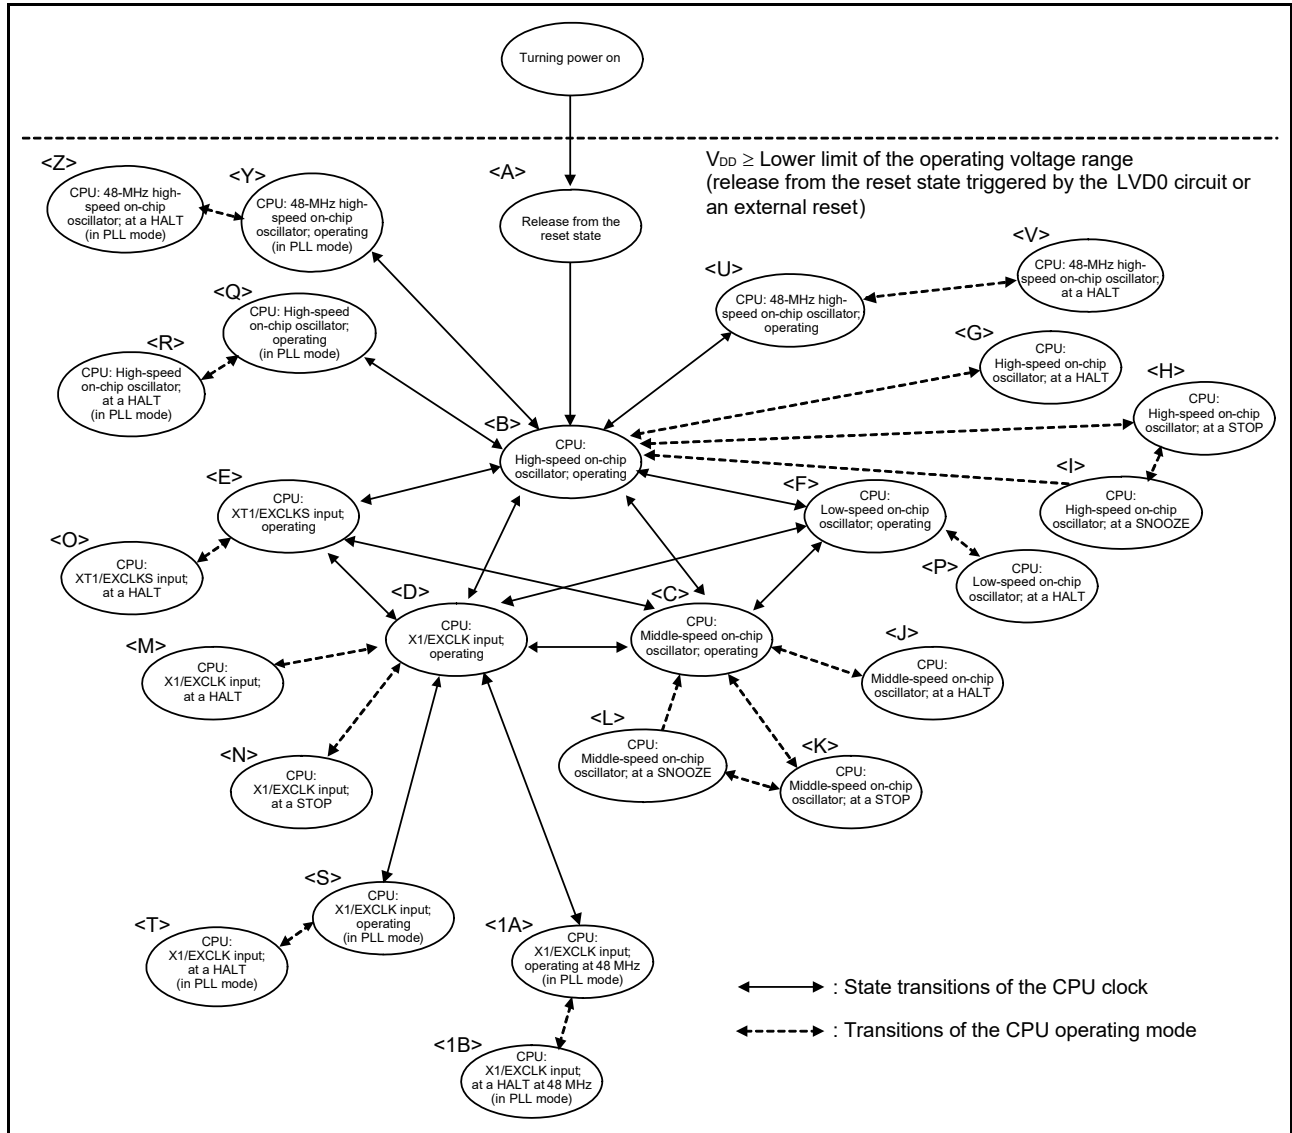 Turning power on
V_DD ≥ Lower limit of the operating voltage range
(release from the reset state triggered by the LVD0 circuit or
an external reset)
<A>
Release from the
reset state
<Z>
CPU: 48-MHz high-
speed on-chip
oscillator; at a HALT
(in PLL mode)
<Y>
CPU: 48-MHz high-
speed on-chip
oscillator; operating
(in PLL mode)
<Q>
CPU: High-speed
on-chip oscillator;
operating
(in PLL mode)
<R>
CPU: High-speed
on-chip oscillator;
at a HALT
(in PLL mode)
<U>
CPU: 48-MHz high-
speed on-chip oscillator;
operating
<V>
CPU: 48-MHz high-
speed on-chip oscillator;
at a HALT
<G>
CPU:
High-speed on-chip
oscillator; at a HALT
<H>
CPU:
High-speed on-chip
oscillator; at a STOP
<B>
CPU:
High-speed on-chip
oscillator; operating
<I>
CPU:
High-speed on-chip
oscillator; at a SNOOZE
<E>
CPU:
XT1/EXCLKS input;
operating
<F>
CPU:
Low-speed on-chip
oscillator; operating
<O>
CPU:
XT1/EXCLKS input;
at a HALT
<P>
CPU:
Low-speed on-chip
oscillator; at a HALT
<D>
CPU:
X1/EXCLK input;
operating
<C>
CPU:
Middle-speed on-chip
oscillator; operating
<M>
CPU:
X1/EXCLK input;
at a HALT
<J>
CPU:
Middle-speed on-chip
oscillator; at a HALT
<N>
CPU:
X1/EXCLK input;
at a STOP
<L>
CPU:
Middle-speed on-chip
oscillator; at a SNOOZE
<K>
CPU:
Middle-speed on-chip
oscillator; at a STOP
<S>
CPU:
X1/EXCLK input;
operating
(in PLL mode)
<T>
CPU:
X1/EXCLK input;
at a HALT
(in PLL mode)
<1A>
CPU:
X1/EXCLK input;
operating at 48 MHz
(in PLL mode)
<1B>
CPU:
X1/EXCLK input;
at a HALT at 48 MHz
(in PLL mode)
: State transitions of the CPU clock
: Transitions of the CPU operating mode